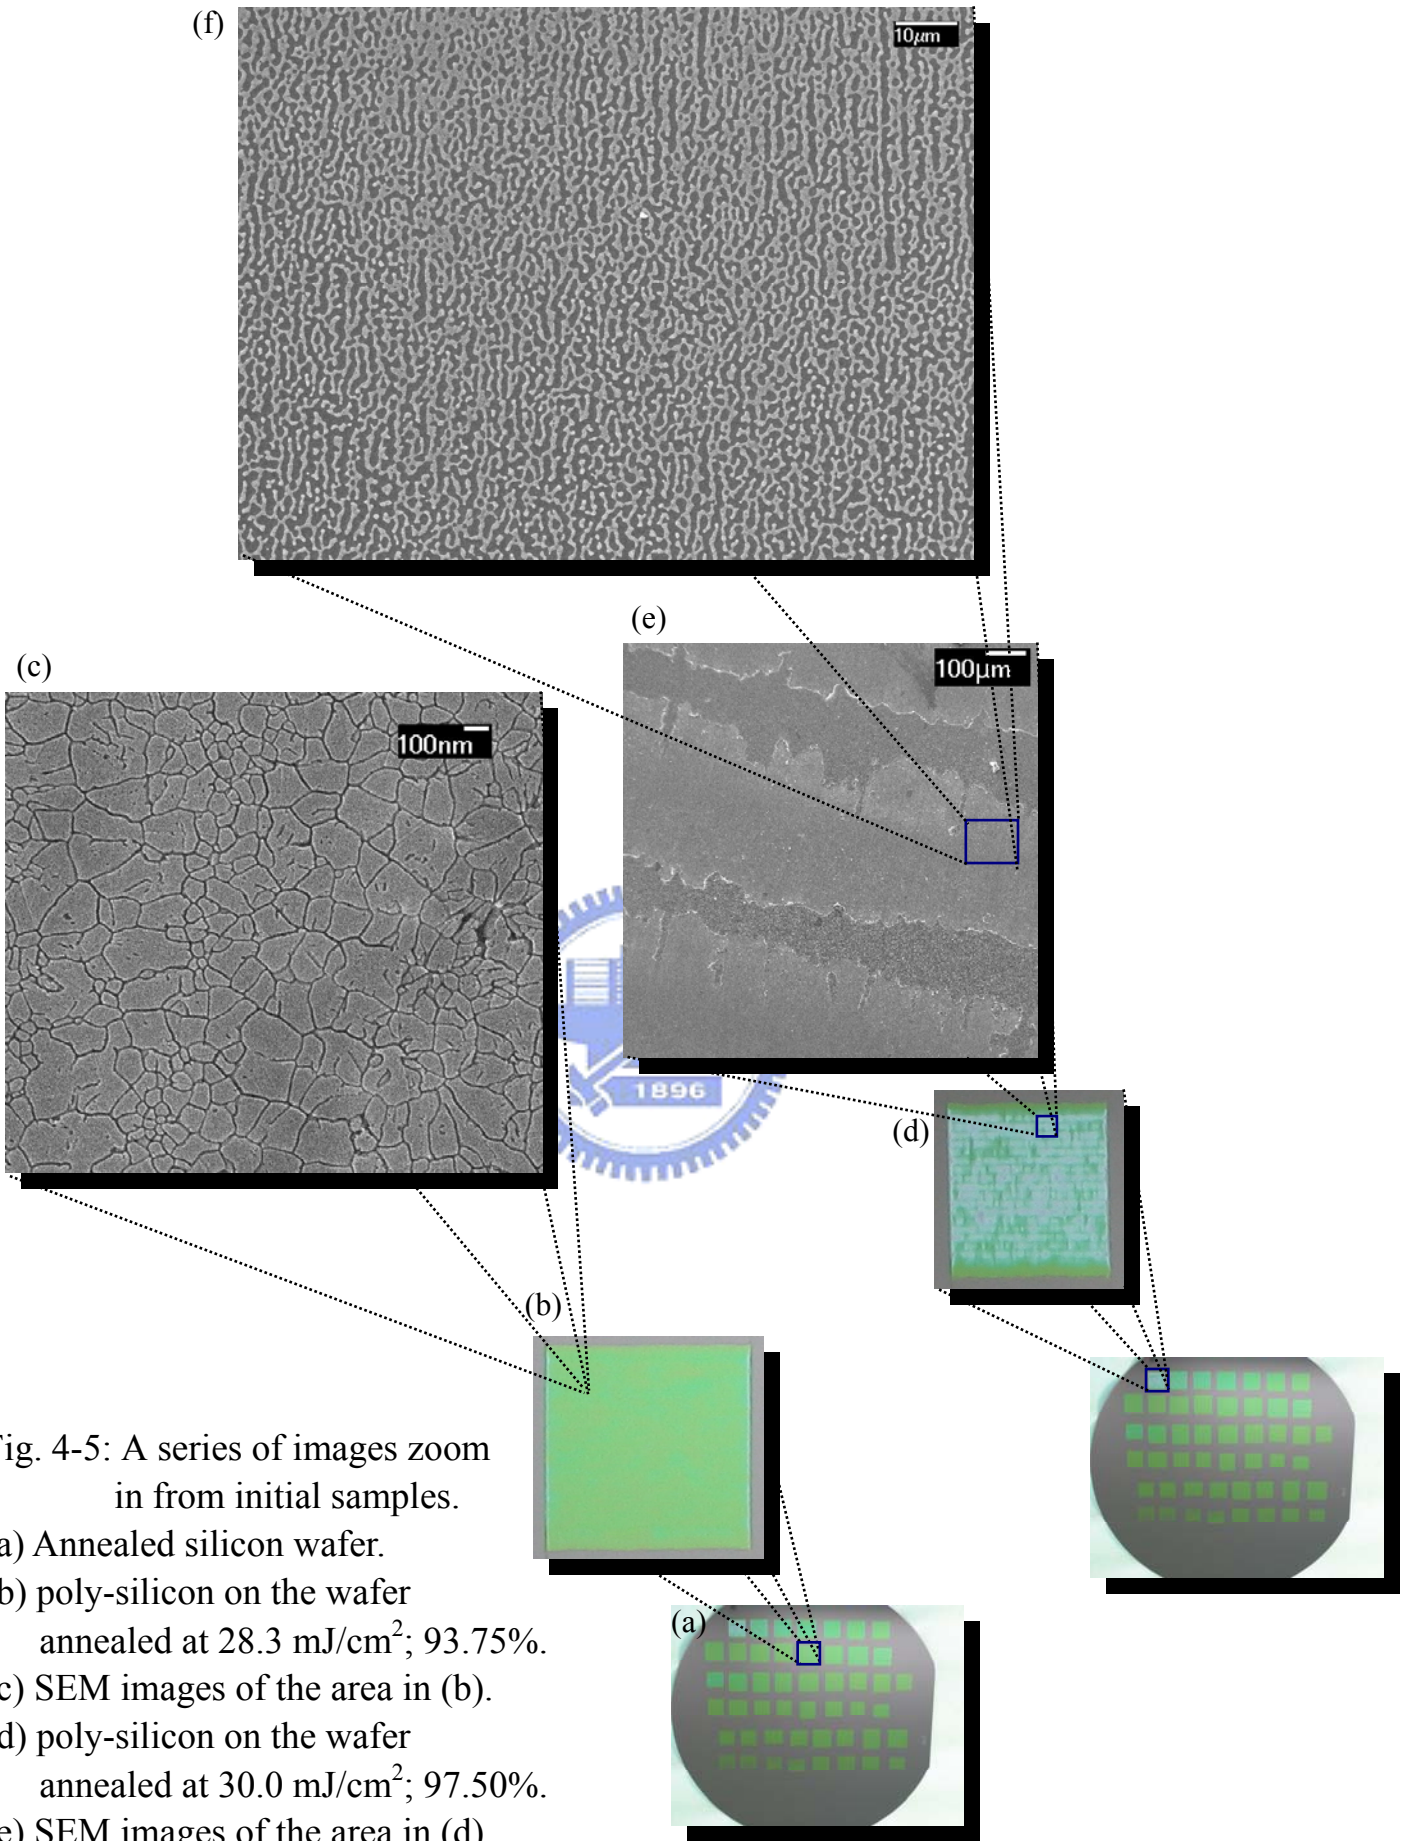 (f)
10µm
(e)
100µm
(c)
100nm
1896
(d)
(b)
(a)
ig. 4-5: A series of images zoom
in from initial samples.
a) Annealed silicon wafer.
b) poly-silicon on the wafer
annealed at 28.3 mJ/cm²; 93.75%.
c) SEM images of the area in (b).
d) poly-silicon on the wafer
annealed at 30.0 mJ/cm²; 97.50%.
e) SEM images of the area in (d)